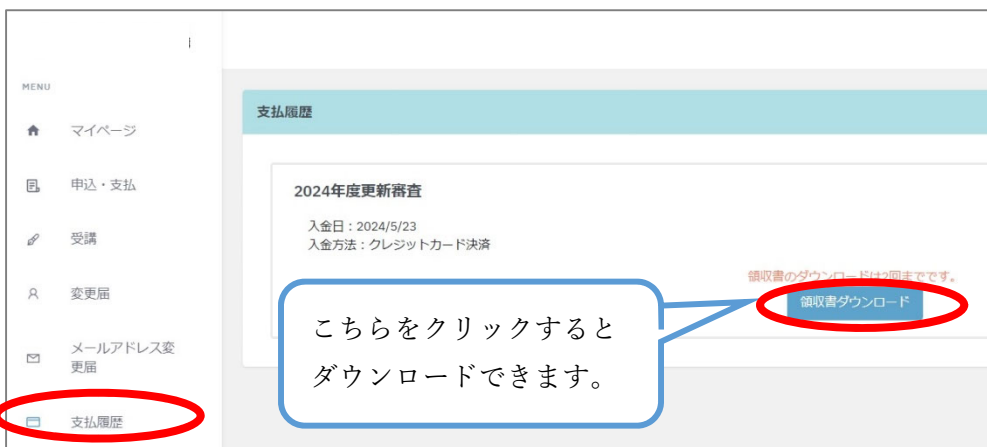 MENU
マイページ
申込・支払
受講
変更届
メールアドレス変
更届
支払履歴
支払履歴
2024年度更新審査
入金日：2024/5/23
入金方法：クレジットカード決済
領収書のダウンロードは2回までです。
領収書ダウンロード
こちらをクリックすると
ダウンロードできます。